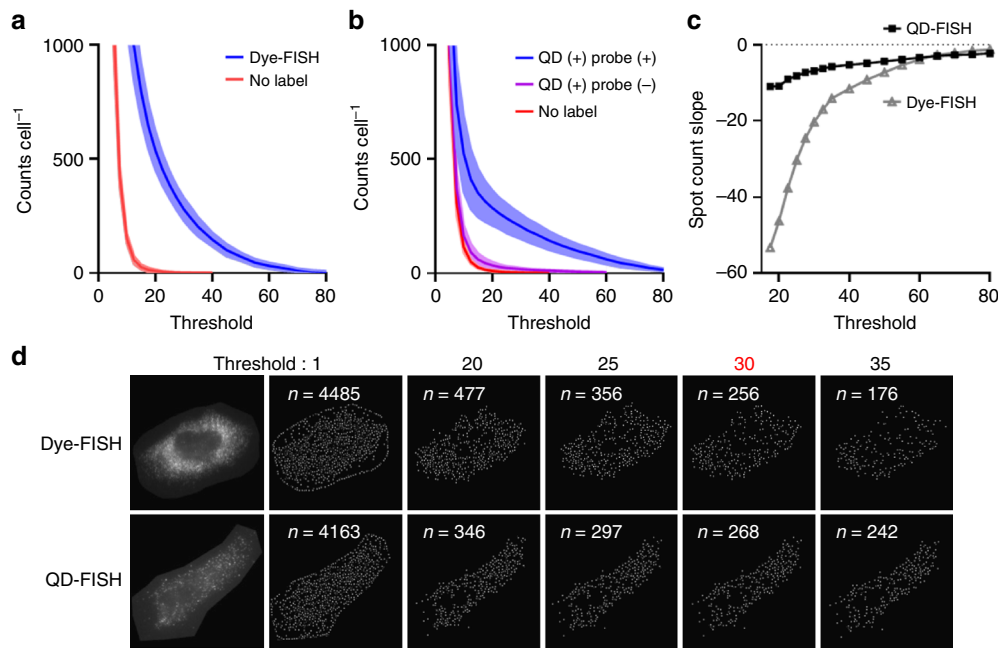 a
1000
500
0
Counts cell⁻¹
Dye-FISH
No label
0 20 40 60 80
Threshold
b
1000
500
0
Counts cell⁻¹
QD (+) probe (+)
QD (+) probe (–)
No label
0 20 40 60 80
Threshold
c
QD-FISH
0
–20
–40
–60
Spot count slope
Dye-FISH
20 40 60 80
Threshold
d
Threshold : 1 20 25 30 35
Dye-FISH
n = 4485 n = 477 n = 356 n = 256 n = 176
QD-FISH
n = 4163 n = 346 n = 297 n = 268 n = 242